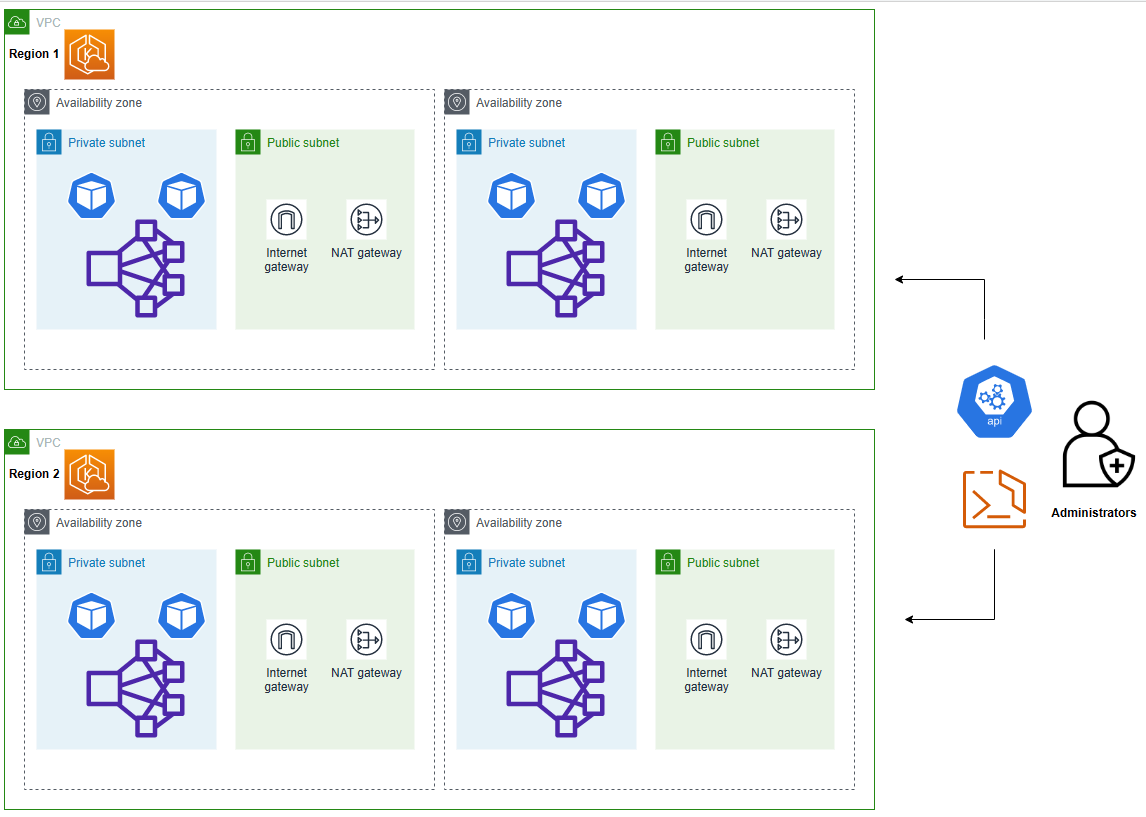 VPC
Region 1
Availability zone
Availability zone
Private subnet
Public subnet
Private subnet
Public subnet
Internet
gateway
NAT gateway
Internet
gateway
NAT gateway
api
Administrators
VPC
Region 2
Availability zone
Availability zone
Private subnet
Public subnet
Private subnet
Public subnet
Internet
gateway
NAT gateway
Internet
gateway
NAT gateway